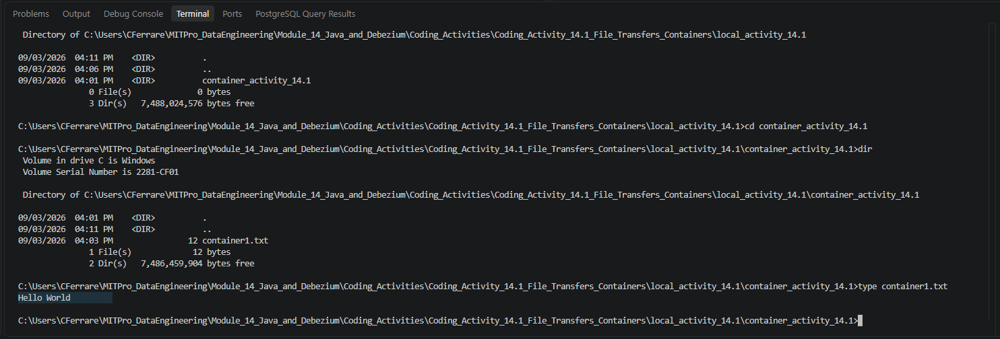 Problems Output Debug Console Terminal Ports PostgreSQL Query Results
Directory of C:\Users\CFerrare\MITPro_DataEngineering\Module_14_Java_and_Debezium\Coding_Activities\Coding_Activity_14.1_File_Transfers_Containers\local_activity_14.1
09/03/2026  04:11 PM    <DIR>          .
09/03/2026  04:06 PM    <DIR>          ..
09/03/2026  04:01 PM    <DIR>          container_activity_14.1
0 File(s)              0 bytes
3 Dir(s)   7,488,024,576 bytes free
C:\Users\CFerrare\MITPro_DataEngineering\Module_14_Java_and_Debezium\Coding_Activities\Coding_Activity_14.1_File_Transfers_Containers\local_activity_14.1>cd container_activity_14.1
C:\Users\CFerrare\MITPro_DataEngineering\Module_14_Java_and_Debezium\Coding_Activities\Coding_Activity_14.1_File_Transfers_Containers\local_activity_14.1\container_activity_14.1>dir
Volume in drive C is Windows
Volume Serial Number is 2281-CF01
Directory of C:\Users\CFerrare\MITPro_DataEngineering\Module_14_Java_and_Debezium\Coding_Activities\Coding_Activity_14.1_File_Transfers_Containers\local_activity_14.1\container_activity_14.1
09/03/2026  04:01 PM    <DIR>          .
09/03/2026  04:11 PM    <DIR>          ..
09/03/2026  04:03 PM                12 container1.txt
1 File(s)             12 bytes
2 Dir(s)   7,486,459,904 bytes free
C:\Users\CFerrare\MITPro_DataEngineering\Module_14_Java_and_Debezium\Coding_Activities\Coding_Activity_14.1_File_Transfers_Containers\local_activity_14.1\container_activity_14.1>type container1.txt
Hello World
C:\Users\CFerrare\MITPro_DataEngineering\Module_14_Java_and_Debezium\Coding_Activities\Coding_Activity_14.1_File_Transfers_Containers\local_activity_14.1\container_activity_14.1>